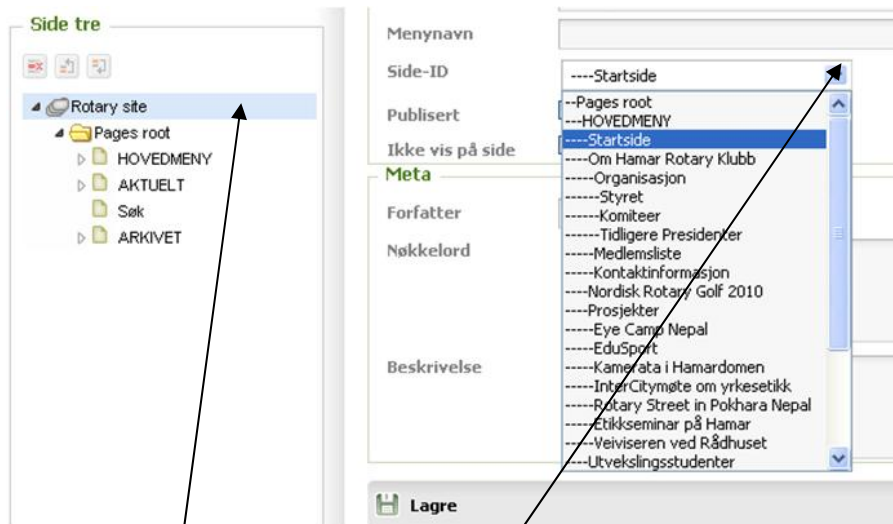 Side tre
Rotary site
Pages root
HOVEDMENY
AKTUELT
Søk
ARKIVET
Menynavn
Side-ID
----Startside
Publisert
Ikke vis på side
--Pages root
---HOVEDMENY
----Startside
----Om Hamar Rotary Klubb
-----Organisasjon
------Styret
------Komiteer
------Tidligere Presidenter
-----Medlemsliste
-----Kontaktinformasjon
----Nordisk Rotary Golf 2010
----Prosjekter
-----Eye Camp Nepal
-----EduSport
-----Kamerata i Hamardomen
-----InterCitymøte om yrkesetikk
-----Rotary Street in Pokhara Nepal
-----Etikkseminar på Hamar
-----Veiviseren ved Rådhuset
-----Utvekslingsstudenter
Meta
Forfatter
Nøkkelord
Beskrivelse
Lagre